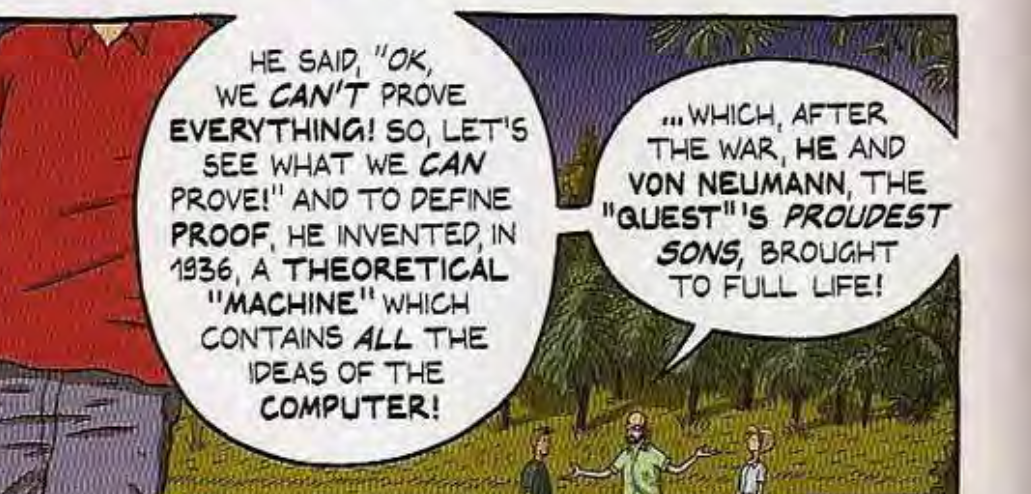 HE SAID, "OK,
WE CAN'T PROVE
EVERYTHING! SO, LET'S
SEE WHAT WE CAN
PROVE!" AND TO DEFINE
PROOF, HE INVENTED, IN
1936, A THEORETICAL
"MACHINE" WHICH
CONTAINS ALL THE
IDEAS OF THE
COMPUTER!
...WHICH, AFTER
THE WAR, HE AND
VON NEUMANN, THE
"QUEST"'S PROUDEST
SONS, BROUGHT
TO FULL LIFE!